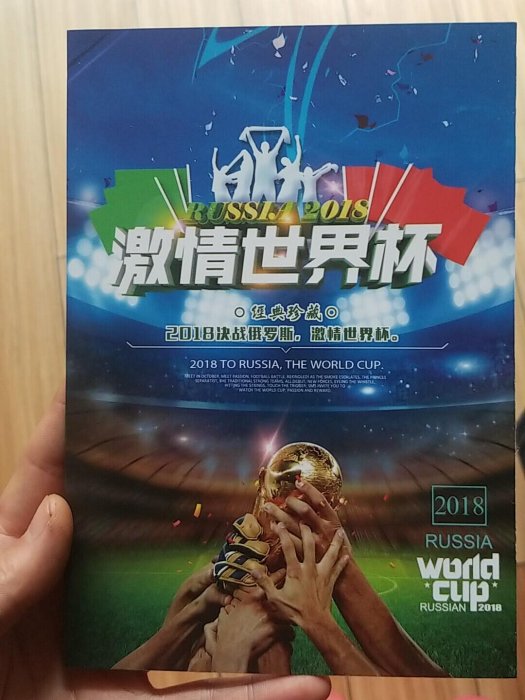 RUSSIA 2018
激情世界杯
经典珍藏
2018决战俄罗斯,激情世界杯。
2018 TO RUSSIA, THE WORLD CUP.
2018
RUSSIA
world
cup
RUSSIAN 2018